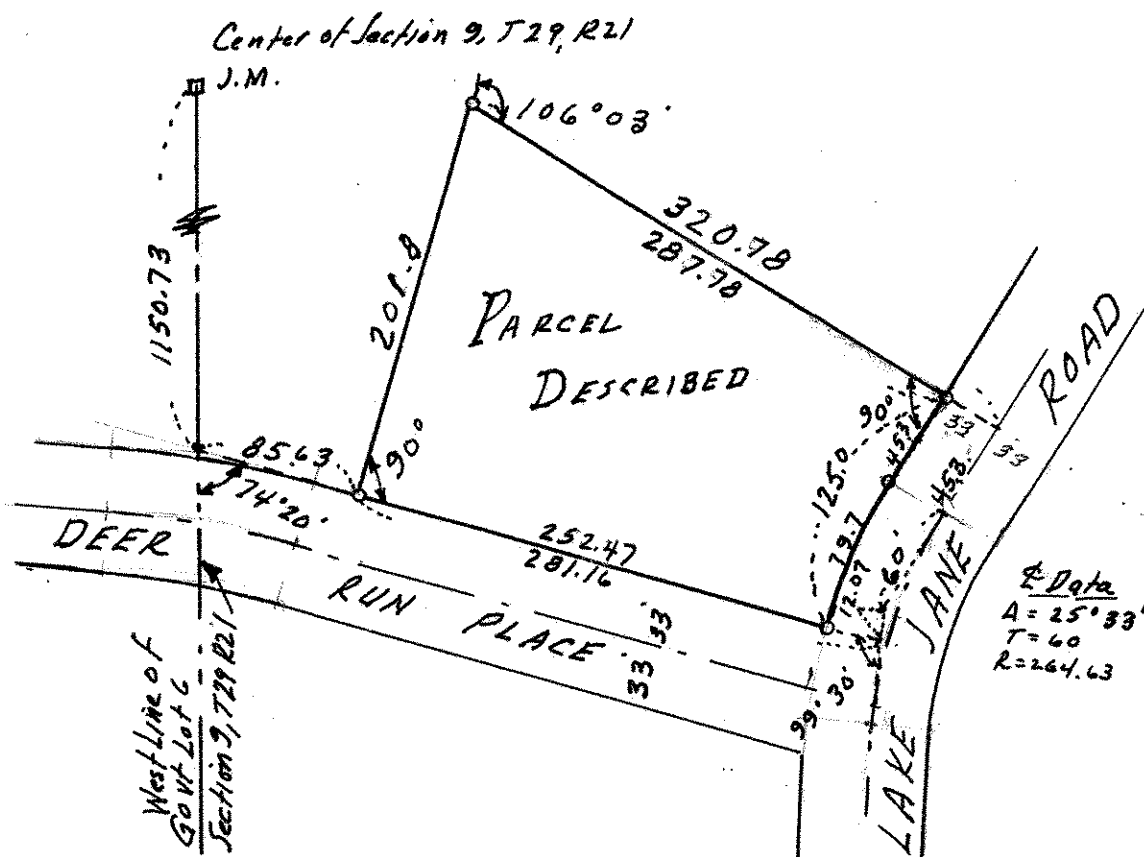 Center of Section 9, T29, R21
J.M.
106°03'
320.78
287.78
1150.73
201.8
PARCEL
DESCRIBED
85.63
90°
74°20'
90°
125.0
45.3
33
33
45.3
79.7
12.07
60'
252.47
281.16
DEER RUN PLACE
33
33
99°30'
LAKE JANE ROAD
℄ Data
Δ = 25°33'
T = 60
R = 264.63
West Line of
Govt Lot 6
Section 9, T29 R21